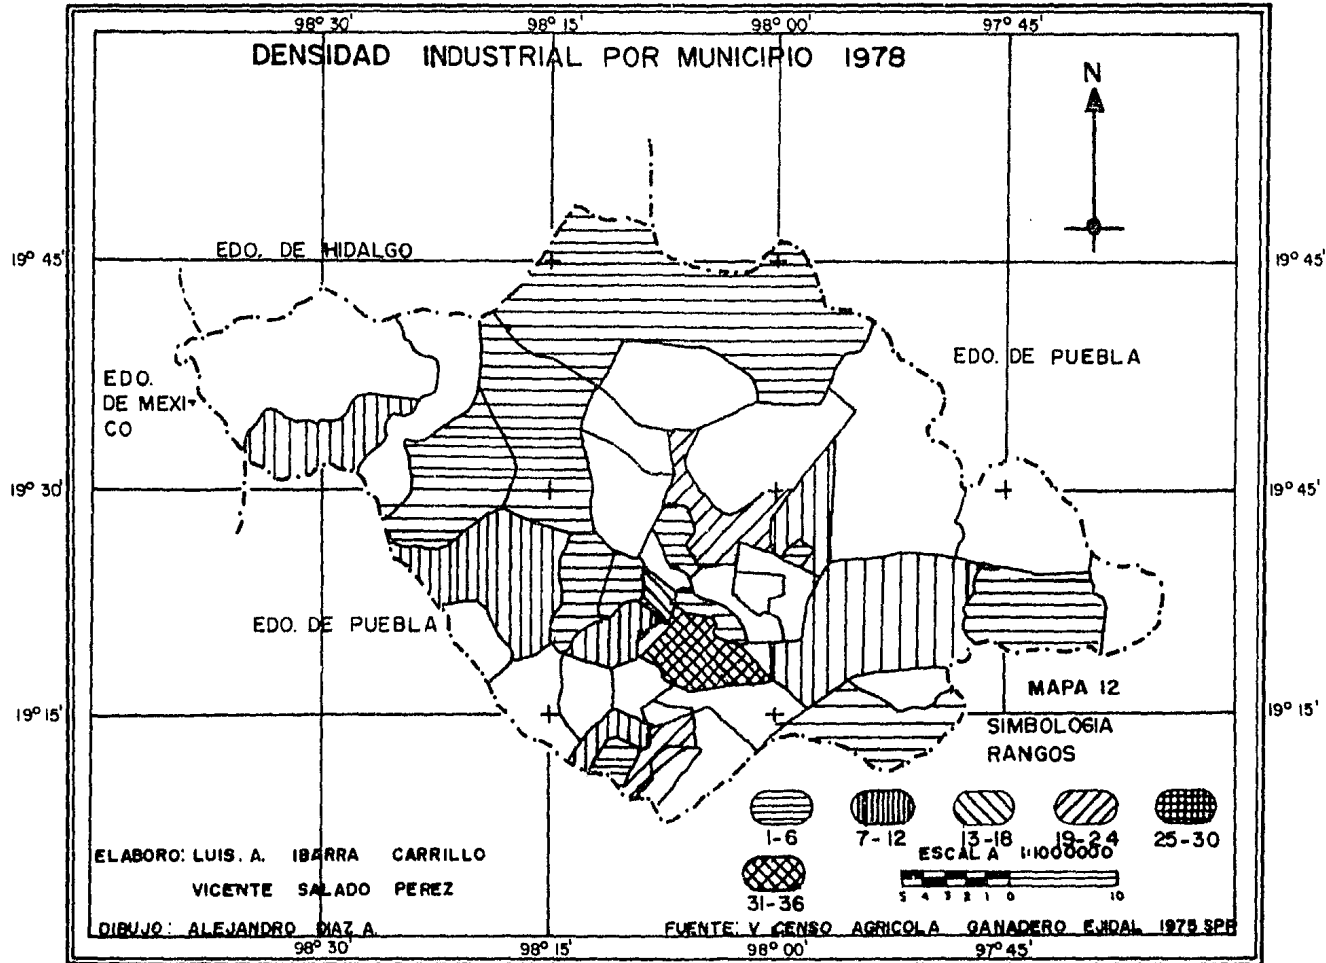 98° 30' 98° 15' 98° 00' 97° 45'
DENSIDAD INDUSTRIAL POR MUNICIPIO 1978
N
EDO. DE HIDALGO
19° 45' 19° 45'
EDO. DE PUEBLA
EDO.
DE MEXI-
CO
19° 30' 19° 45'
EDO. DE PUEBLA
MAPA 12
19° 15' 19° 15'
SIMBOLOGIA
RANGOS
1-6 7-12 13-18 19-24 25-30
31-36
ESCALA 1:1000000
5 4 3 2 1 0 10
ELABORO: LUIS. A. IBARRA CARRILLO
VICENTE SALADO PEREZ
DIBUJO: ALEJANDRO DIAZ A.
FUENTE: V CENSO AGRICOLA GANADERO EJIDAL 1975 SPP
98° 30' 98° 15' 98° 00' 97° 45'